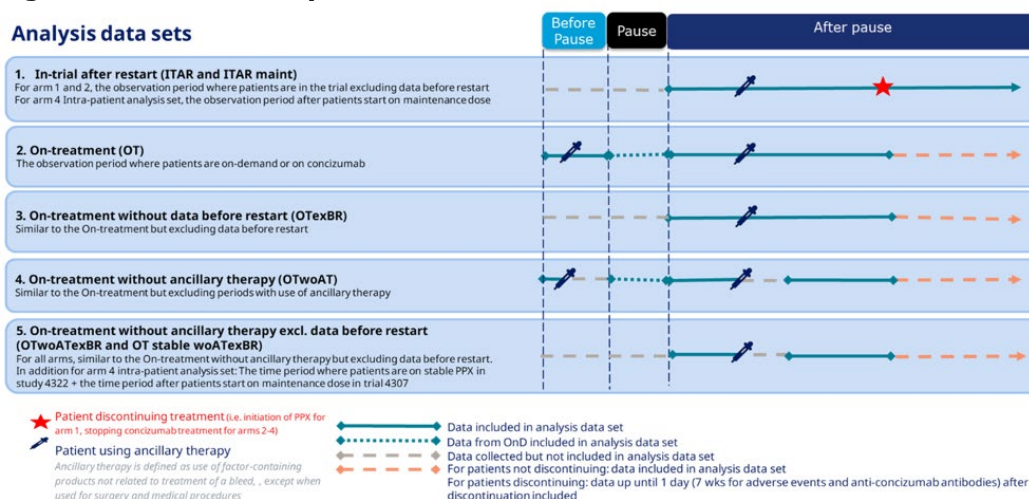 Analysis data sets
Before
Pause
Pause
After pause
1. In-trial after restart (ITAR and ITAR maint)
For arm 1 and 2, the observation period where patients are in the trial excluding data before restart
For arm 4 Intra-patient analysis set, the observation period after patients start on maintenance dose
2. On-treatment (OT)
The observation period where patients are on-demand or on concizumab
3. On-treatment without data before restart (OTexBR)
Similar to the On-treatment but excluding data before restart
4. On-treatment without ancillary therapy (OTwoAT)
Similar to the On-treatment but excluding periods with use of ancillary therapy
5. On-treatment without ancillary therapy excl. data before restart
(OTwoATexBR and OT stable woATexBR)
For all arms, similar to the On-treatment without ancillary therapy but excluding data before restart.
In addition for arm 4 intra-patient analysis set: The time period where patients are on stable PPX in
study 4322 + the time period after patients start on maintenance dose in trial 4307
Patient discontinuing treatment (i.e. initiation of PPX for
arm 1, stopping concizumab treatment for arms 2-4)
Patient using ancillary therapy
Ancillary therapy is defined as use of factor-containing
products not related to treatment of a bleed, , except when
used for surgery and medical procedures
Data included in analysis data set
Data from OnD included in analysis data set
Data collected but not included in analysis data set
For patients not discontinuing: data included in analysis data set
For patients discontinuing: data up until 1 day (7 wks for adverse events and anti-concizumab antibodies) after
discontinuation included